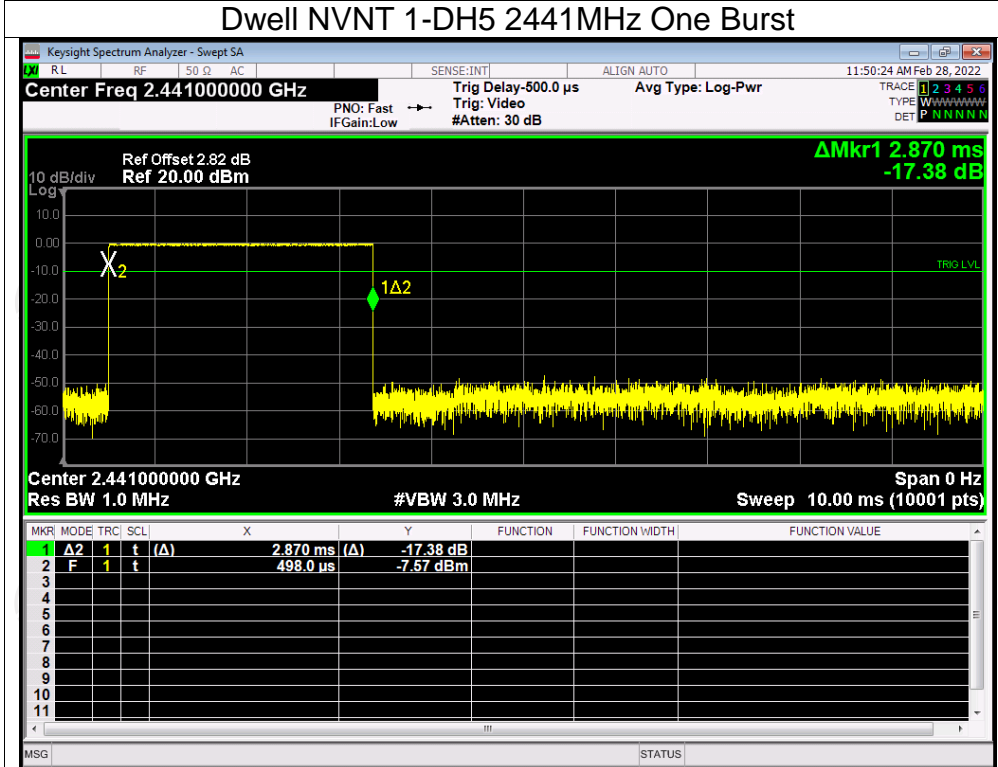 Dwell NVNT 1-DH5 2441MHz One Burst
Keysight Spectrum Analyzer - Swept SA
LXI RL RF 50 Ω AC SENSE:INT ALIGN AUTO 11:50:24 AM Feb 28, 2022
Center Freq 2.441000000 GHz Trig Delay-500.0 µs Avg Type: Log-Pwr TRACE 1 2 3 4 5 6
PNO: Fast Trig: Video TYPE WWWWWW
IFGain:Low #Atten: 30 dB DET P N N N N N
ΔMkr1 2.870 ms
-17.38 dB
Ref Offset 2.82 dB
10 dB/div Ref 20.00 dBm
Log
10.0
0.00
-10.0
-20.0
-30.0
-40.0
-50.0
-60.0
-70.0
X2
1Δ2
TRIG LVL
Center 2.441000000 GHz Span 0 Hz
Res BW 1.0 MHz #VBW 3.0 MHz Sweep 10.00 ms (10001 pts)
MKR MODE TRC SCL X Y FUNCTION FUNCTION WIDTH FUNCTION VALUE
1 Δ2 1 t (Δ) 2.870 ms (Δ) -17.38 dB
2 F 1 t 498.0 µs -7.57 dBm
3
4
5
6
7
8
9
10
11
MSG STATUS